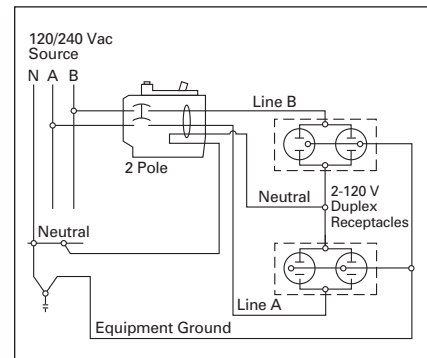 120/240 Vac
Source
N A B
Line B
2 Pole
Neutral
2-120 V
Duplex
Receptacles
Neutral
Line A
Equipment Ground